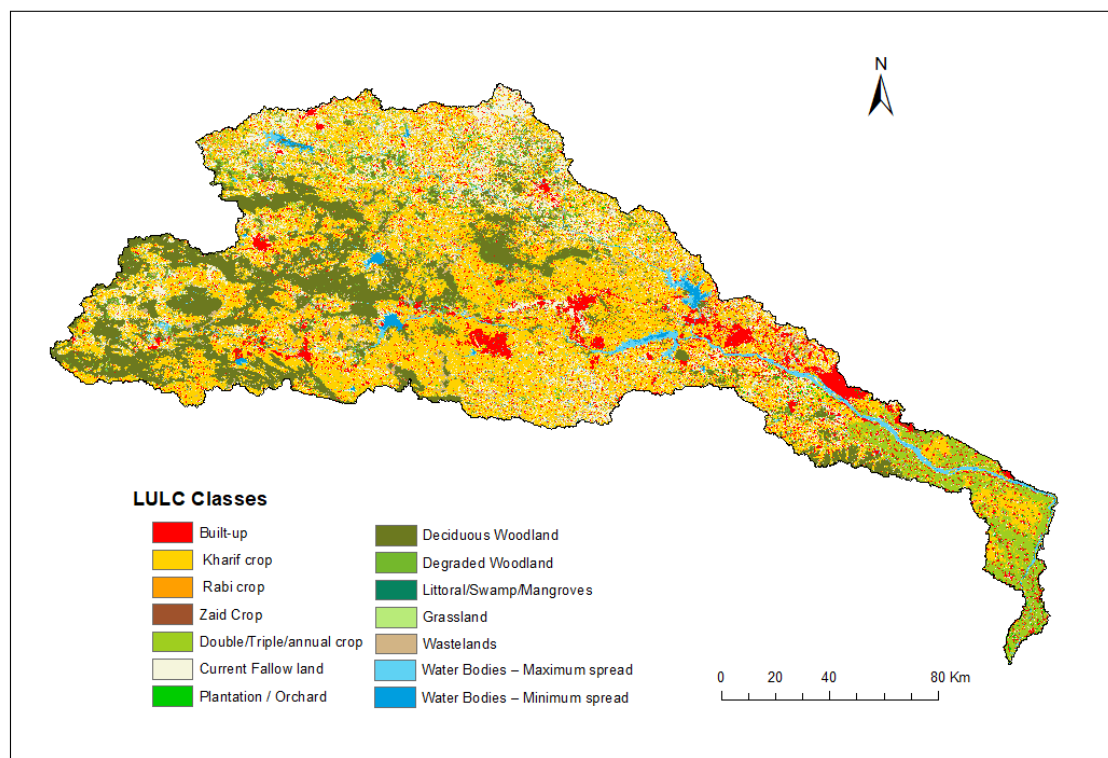 N
LULC Classes
Built-up
Kharif crop
Rabi crop
Zaid Crop
Double/Triple/annual crop
Current Fallow land
Plantation / Orchard
Deciduous Woodland
Degraded Woodland
Littoral/Swamp/Mangroves
Grassland
Wastelands
Water Bodies – Maximum spread
Water Bodies – Minimum spread
0 20 40 80 Km